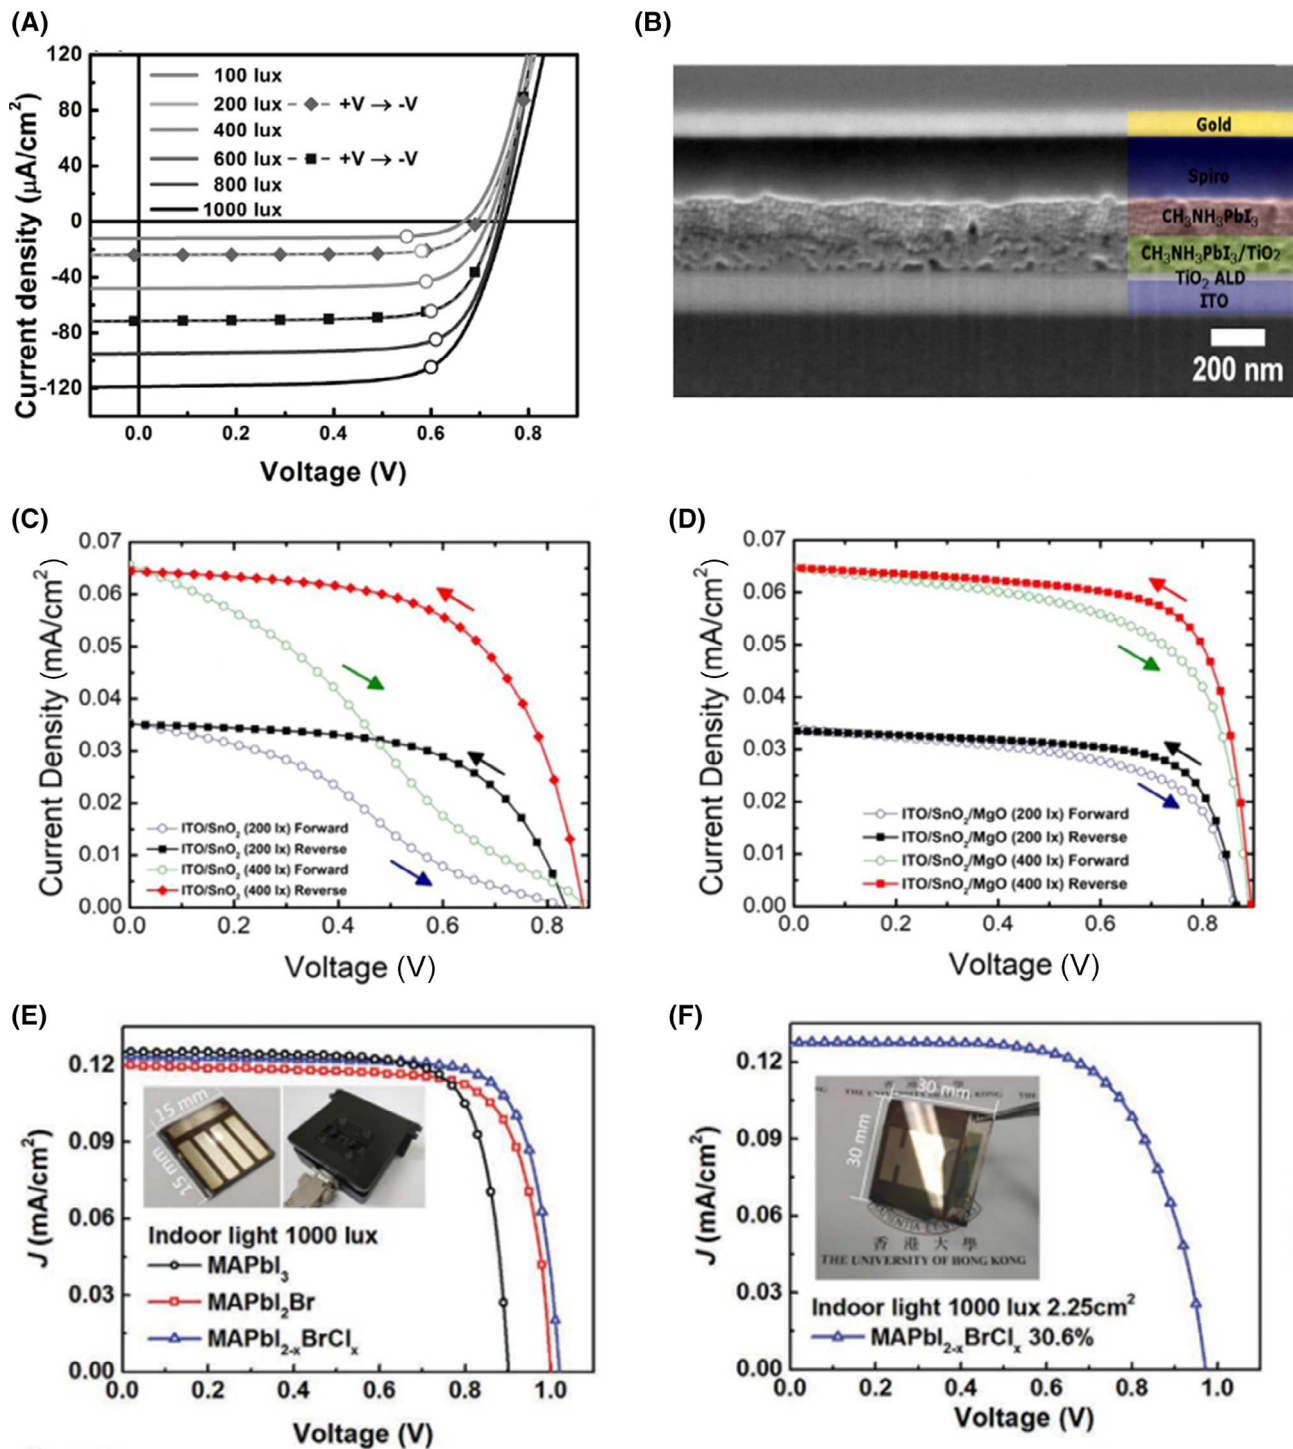 (A)
120
80
40
0
-40
-80
-120
Current density (μA/cm²)
100 lux
200 lux +V → -V
400 lux
600 lux +V → -V
800 lux
1000 lux
0.0 0.2 0.4 0.6 0.8
Voltage (V)
(B)
Gold
Spiro
CH₃NH₃PbI₃
CH₃NH₃PbI₃/TiO₂
TiO₂ ALD
ITO
200 nm
(C)
0.07
0.06
0.05
0.04
0.03
0.02
0.01
0.00
Current Density (mA/cm²)
ITO/SnO₂ (200 lx) Forward
ITO/SnO₂ (200 lx) Reverse
ITO/SnO₂ (400 lx) Forward
ITO/SnO₂ (400 lx) Reverse
0.0 0.2 0.4 0.6 0.8
Voltage (V)
(D)
0.07
0.06
0.05
0.04
0.03
0.02
0.01
0.00
Current Density (mA/cm²)
ITO/SnO₂/MgO (200 lx) Forward
ITO/SnO₂/MgO (200 lx) Reverse
ITO/SnO₂/MgO (400 lx) Forward
ITO/SnO₂/MgO (400 lx) Reverse
0.0 0.2 0.4 0.6 0.8
Voltage (V)
(E)
0.12
0.09
0.06
0.03
0.00
J (mA/cm²)
15 mm
15 mm
Indoor light 1000 lux
MAPbI₃
MAPbI₂Br
MAPbI₂₋ₓBrClₓ
0.0 0.2 0.4 0.6 0.8 1.0
Voltage (V)
(F)
0.12
0.09
0.06
0.03
0.00
J (mA/cm²)
30 mm
30 mm
香港大學
THE UNIVERSITY OF HONG KONG
Indoor light 1000 lux 2.25cm²
MAPbI₂₋ₓBrClₓ 30.6%
0.0 0.2 0.4 0.6 0.8 1.0
Voltage (V)